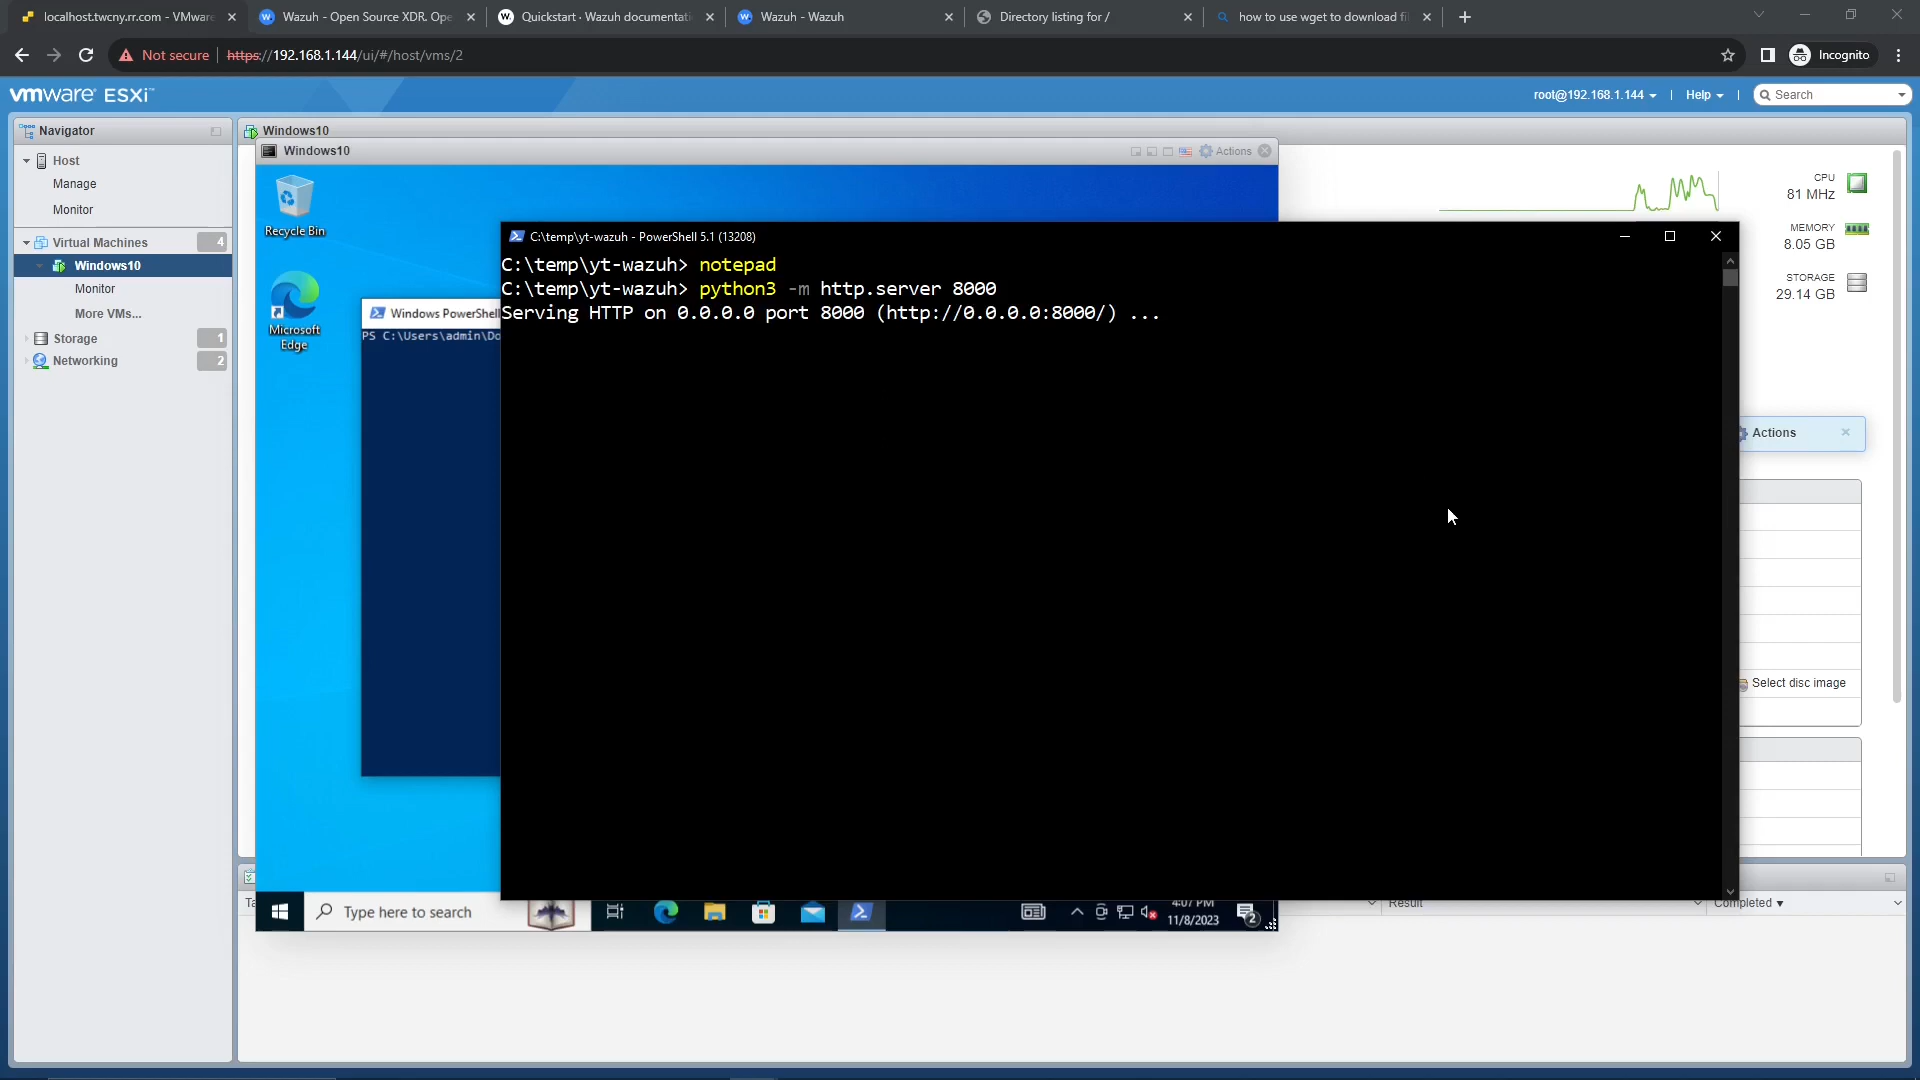 localhost.twcny.rr.com - VMware
Wazuh - Open Source XDR. Ope
Quickstart · Wazuh documentati
Wazuh - Wazuh
Directory listing for /
how to use wget to download fi
Not secure
https://192.168.1.144/ui/#/host/vms/2
Incognito
vmware ESXi
root@192.168.1.144
Help
Search
Navigator
Windows10
Host
Manage
Monitor
Virtual Machines
4
Windows10
Monitor
More VMs...
Storage
1
Networking
2
Windows10
Actions
Recycle Bin
Microsoft
Edge
Windows PowerShell
PS C:\Users\admin\Do
C:\temp\yt-wazuh - PowerShell 5.1 (13208)
C:\temp\yt-wazuh> notepad
C:\temp\yt-wazuh> python3 -m http.server 8000
Serving HTTP on 0.0.0.0 port 8000 (http://0.0.0.0:8000/) ...
CPU
81 MHz
MEMORY
8.05 GB
STORAGE
29.14 GB
Actions
Select disc image
Type here to search
4:07 PM
11/8/2023
2
Result
Completed